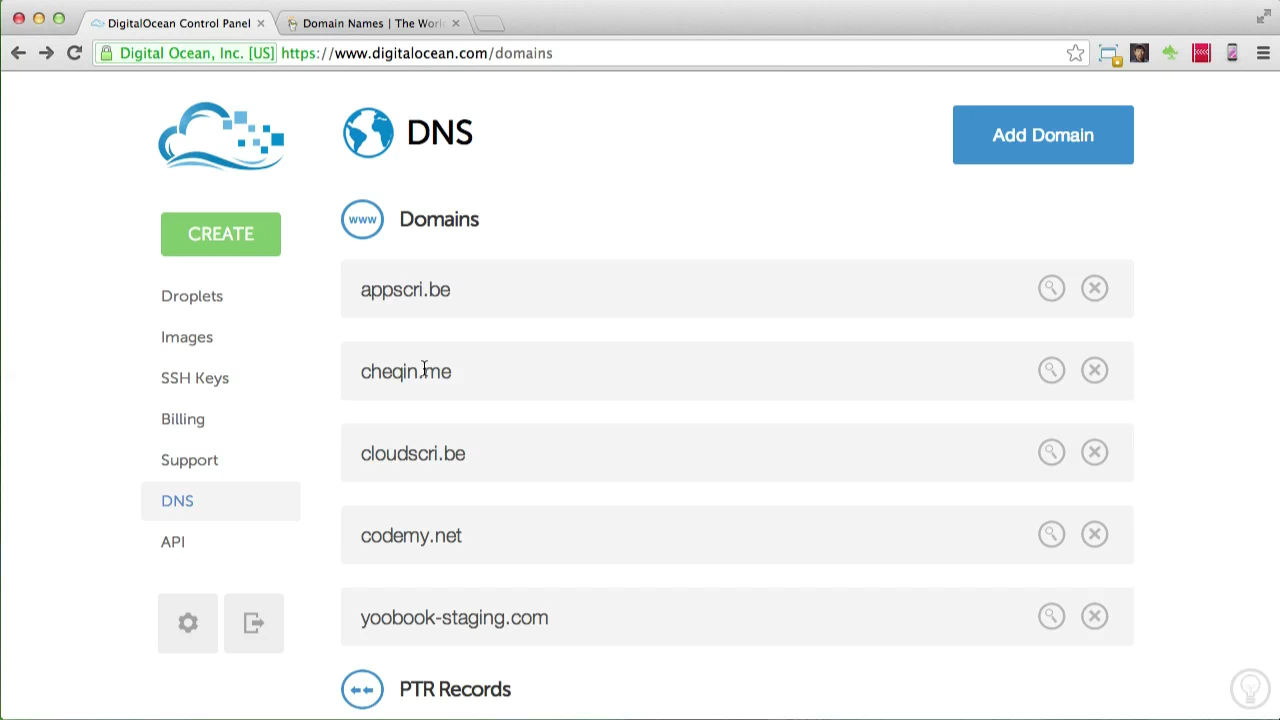 DigitalOcean Control Panel
Domain Names | The Worl
Digital Ocean, Inc. [US] https://www.digitalocean.com/domains
DNS
Add Domain
www
Domains
CREATE
appscri.be
Droplets
Images
cheqin.me
SSH Keys
Billing
cloudscri.be
Support
DNS
codemy.net
API
yoobook-staging.com
PTR Records